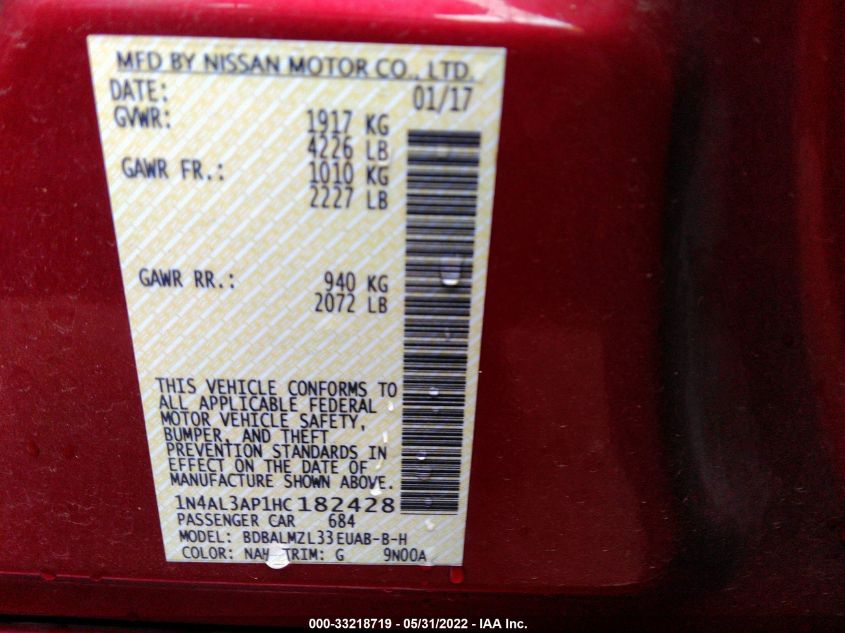 MFD BY NISSAN MOTOR CO., LTD.
DATE: 01/17
GVWR: 1917 KG
4226 LB
GAWR FR.: 1010 KG
2227 LB
GAWR RR.: 940 KG
2072 LB
THIS VEHICLE CONFORMS TO
ALL APPLICABLE FEDERAL
MOTOR VEHICLE SAFETY,
BUMPER, AND THEFT
PREVENTION STANDARDS IN
EFFECT ON THE DATE OF
MANUFACTURE SHOWN ABOVE.
1N4AL3AP1HC182428
PASSENGER CAR 684
MODEL: BDBALMZL33EUAB-B-H
COLOR: NAH TRIM: G 9N00A
000-33218719 - 05/31/2022 - IAA Inc.